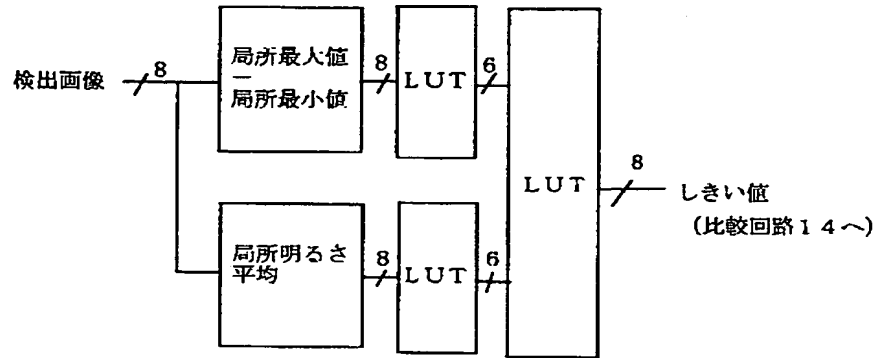 検出画像
8
局所最大値
－
局所最小値
8
LUT
6
LUT
8
しきい値
(比較回路14へ)
局所明るさ
平均
8
LUT
6